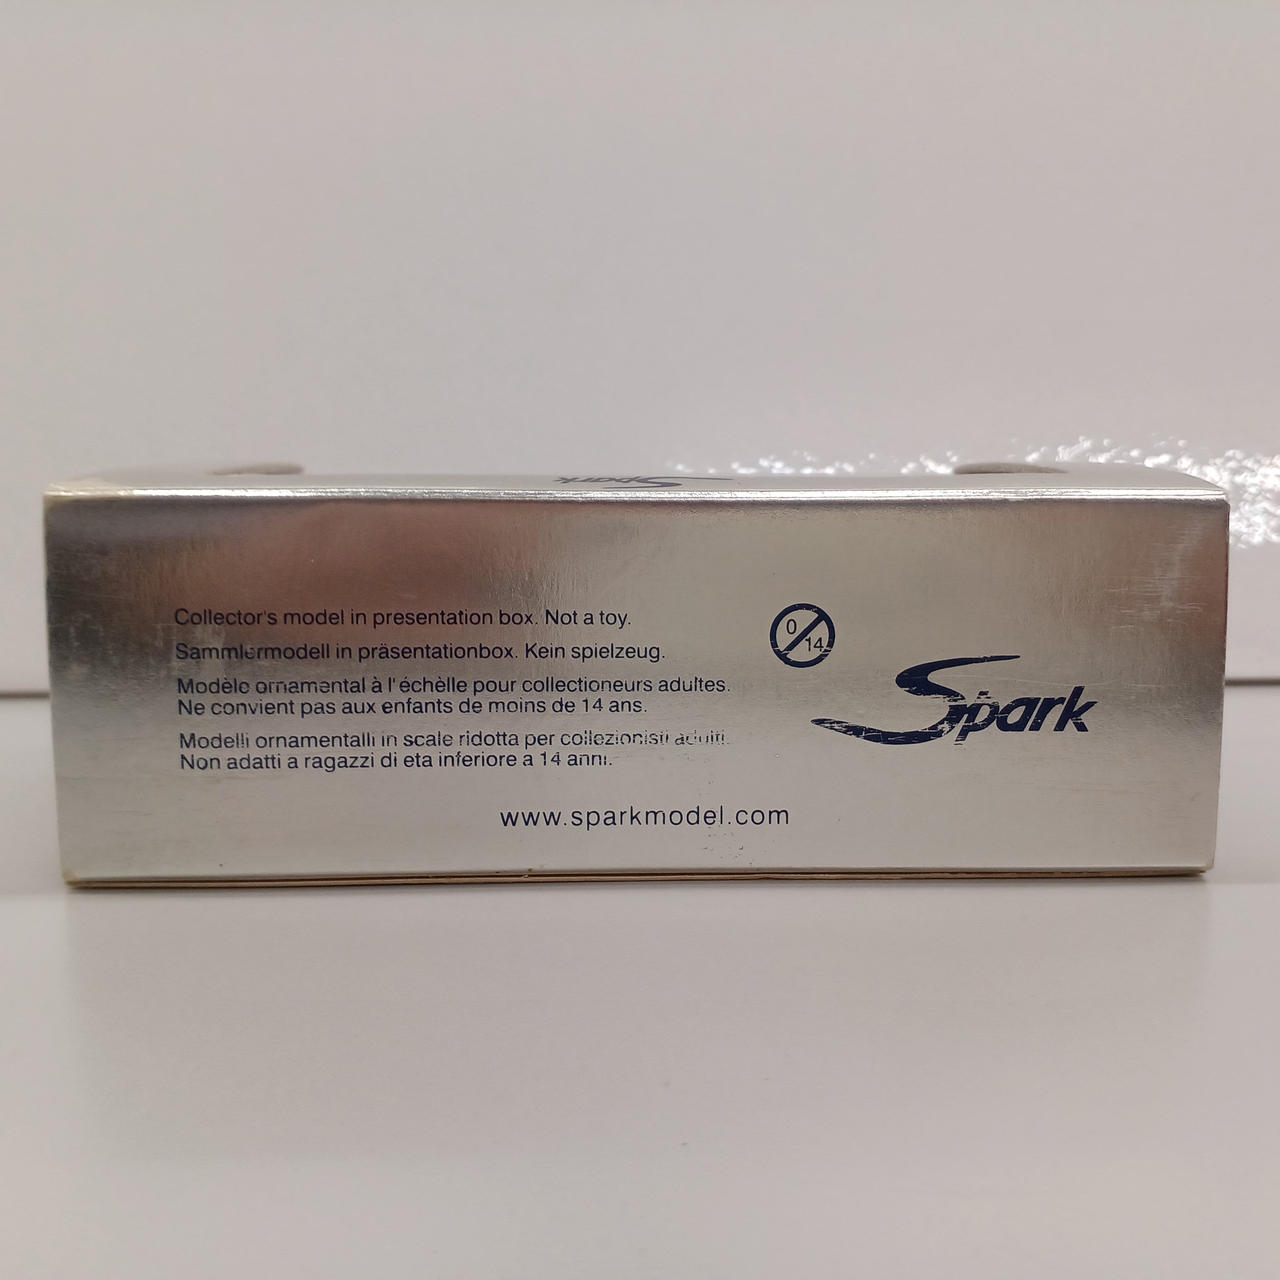 Spark
Collector's model in presentation box. Not a toy.
Sammlermodell in präsentationbox. Kein spielzeug.
Modèle ornamental à l'échèlle pour collectioneurs adultes.
Ne convient pas aux enfants de moins de 14 ans.
Modelli ornamentalli in scale ridotta per collezionisti adulti.
Non adatti a ragazzi di eta inferiore a 14 anni.
0
14
Spark
www.sparkmodel.com